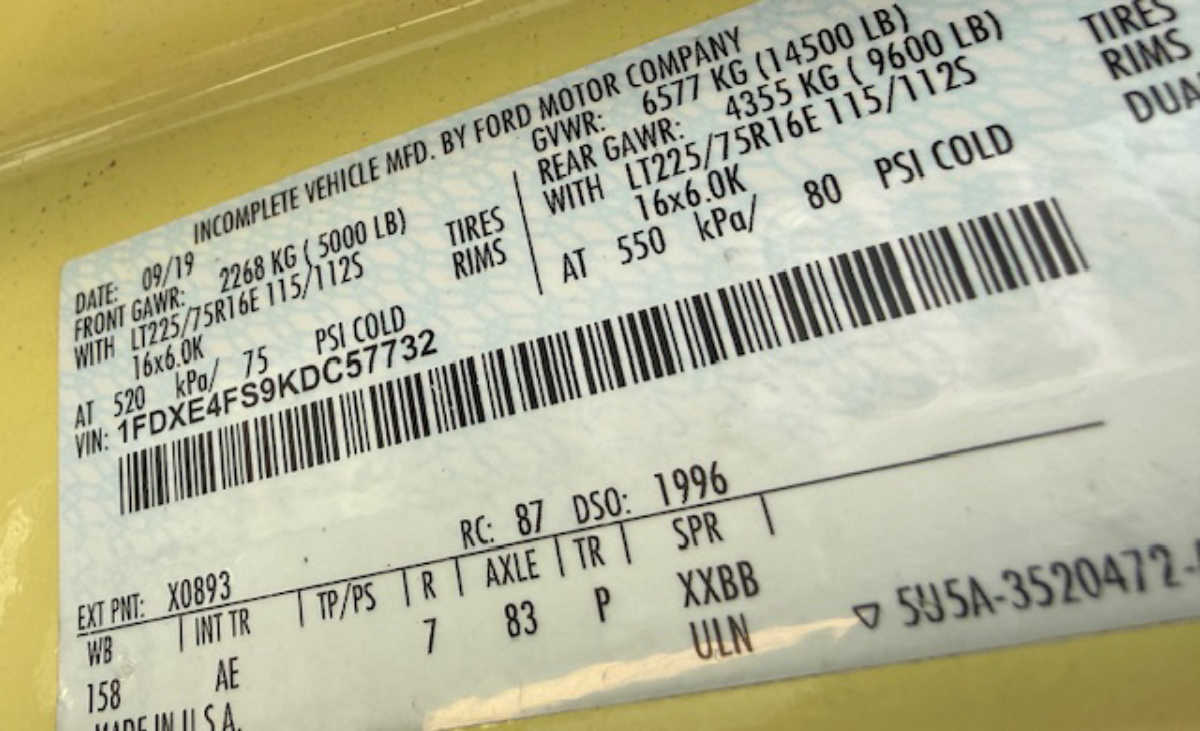 INCOMPLETE VEHICLE MFD. BY FORD MOTOR COMPANY
DATE: 09/19 GVWR: 6577 KG (14500 LB)
FRONT GAWR: 2268 KG ( 5000 LB) REAR GAWR: 4355 KG ( 9600 LB)
WITH LT225/75R16E 115/112S TIRES WITH LT225/75R16E 115/112S TIRES
16x6.0K RIMS 16x6.0K RIMS
AT 520 kPa/ 75 PSI COLD AT 550 kPa/ 80 PSI COLD
VIN: 1FDXE4FS9KDC57732
EXT PNT: X0893 RC: 87 DSO: 1996
WB INT TR TP/PS R AXLE TR SPR
158 AE 7 83 P XXBB
ULN
MADE IN U.S.A. 5U5A-3520472-